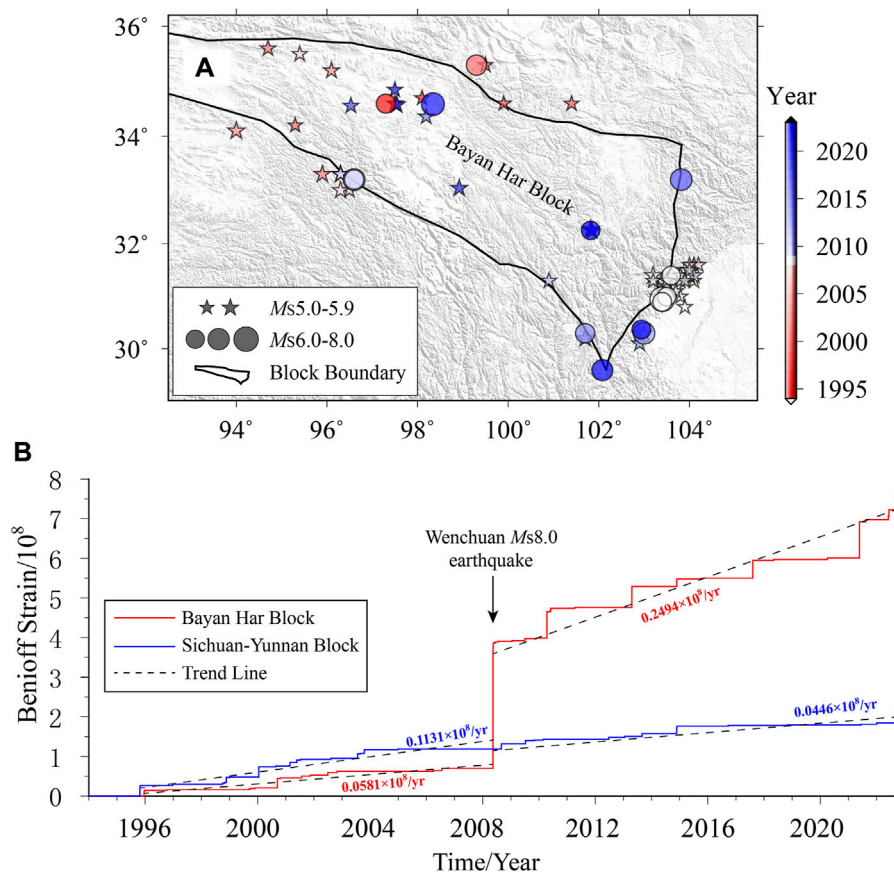 A
36°
34°
32°
30°
94°
96°
98°
100°
102°
104°
Bayan Har Block
Ms5.0-5.9
Ms6.0-8.0
Block Boundary
Year
2020
2015
2010
2005
2000
1995
B
Benioff Strain/10⁸
8
7
6
5
4
3
2
1
0
Wenchuan Ms8.0
earthquake
Bayan Har Block
Sichuan-Yunnan Block
Trend Line
0.2494×10⁸/yr
0.1131×10⁸/yr
0.0446×10⁸/yr
0.0581×10⁸/yr
1996
2000
2004
2008
2012
2016
2020
Time/Year